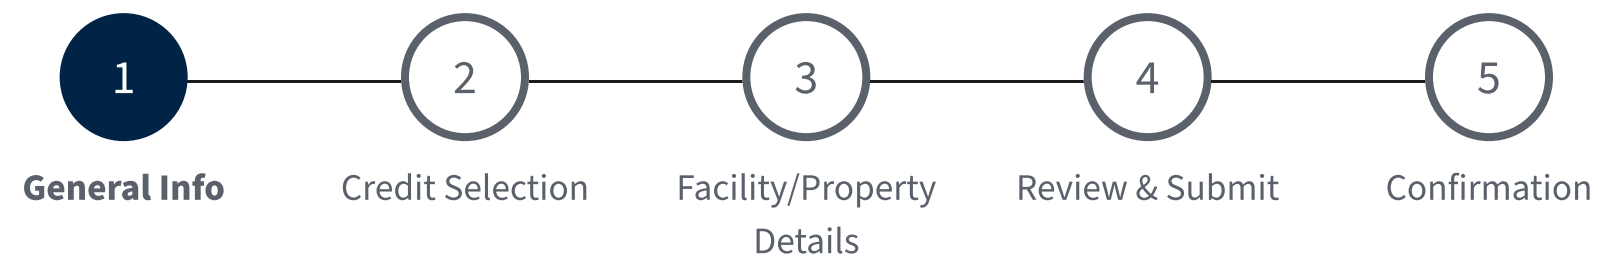 1 2 3 4 5
General Info Credit Selection Facility/Property Review & Submit Confirmation
Details